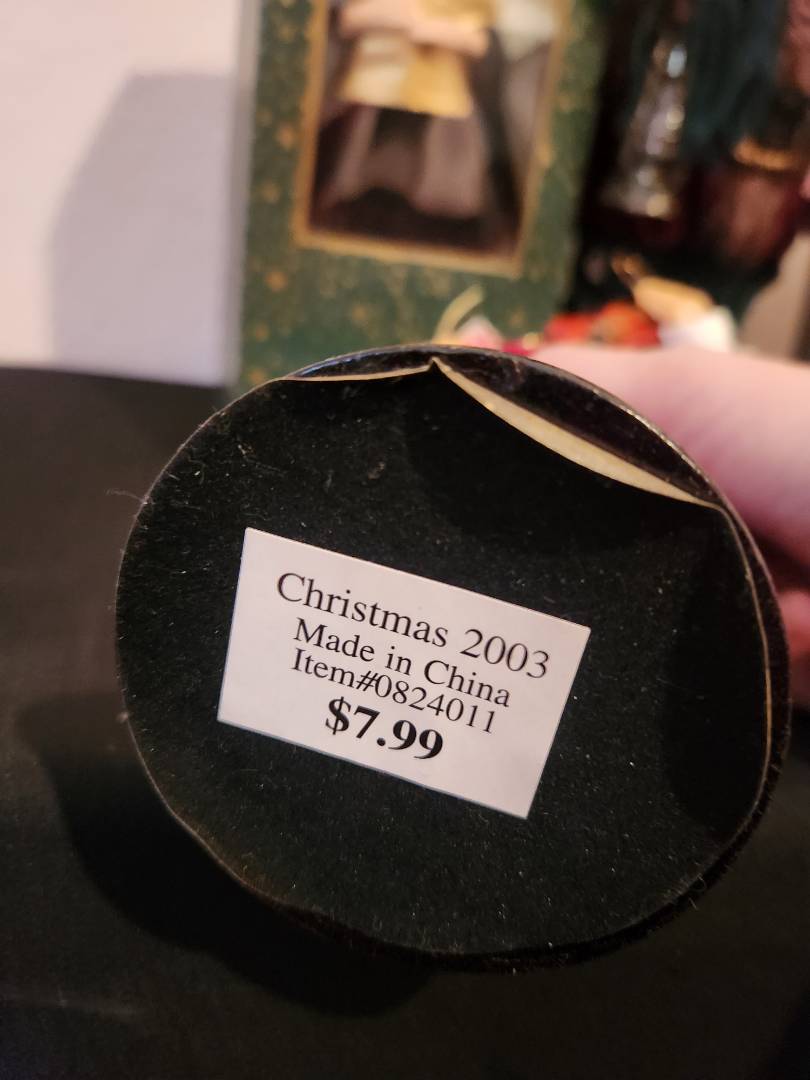 Christmas 2003
Made in China
Item#0824011
$7.99